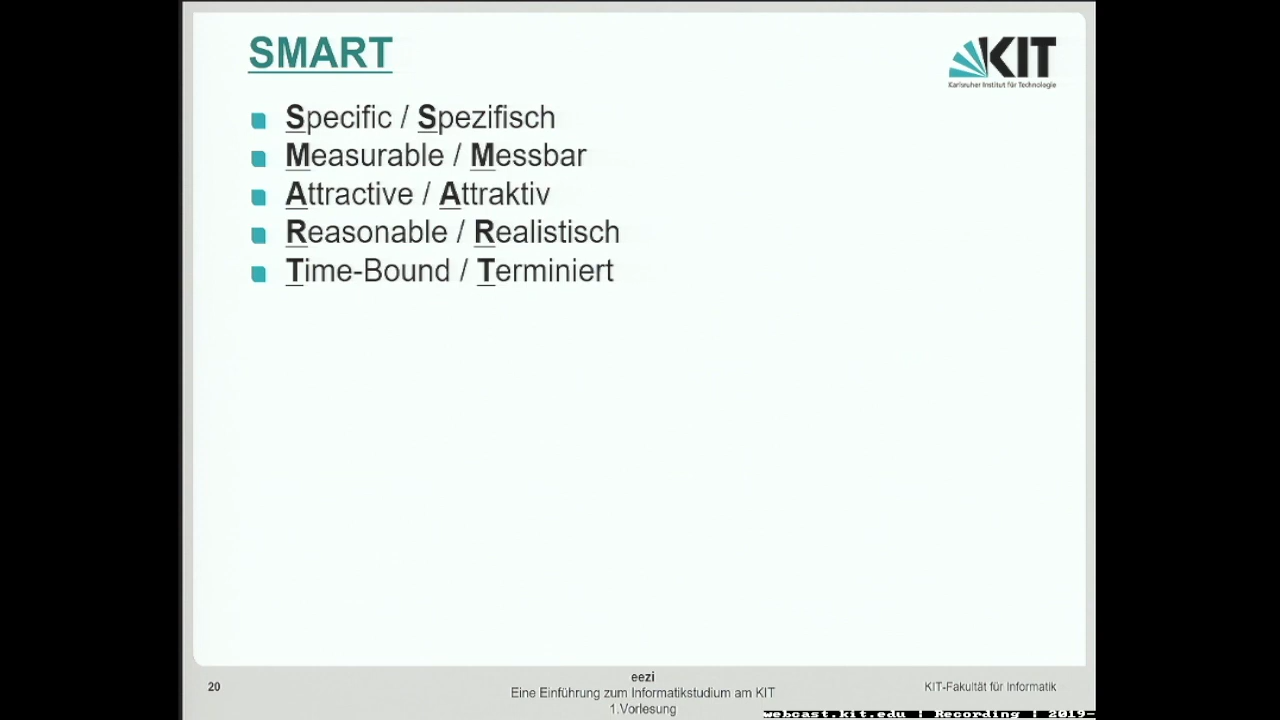 SMART
KIT
Karlsruher Institut für Technologie
Specific / Spezifisch
Measurable / Messbar
Attractive / Attraktiv
Reasonable / Realistisch
Time-Bound / Terminiert
20
eezi
Eine Einführung zum Informatikstudium am KIT
1.Vorlesung
KIT-Fakultät für Informatik
webcast.kit.edu | Recording | 2019-